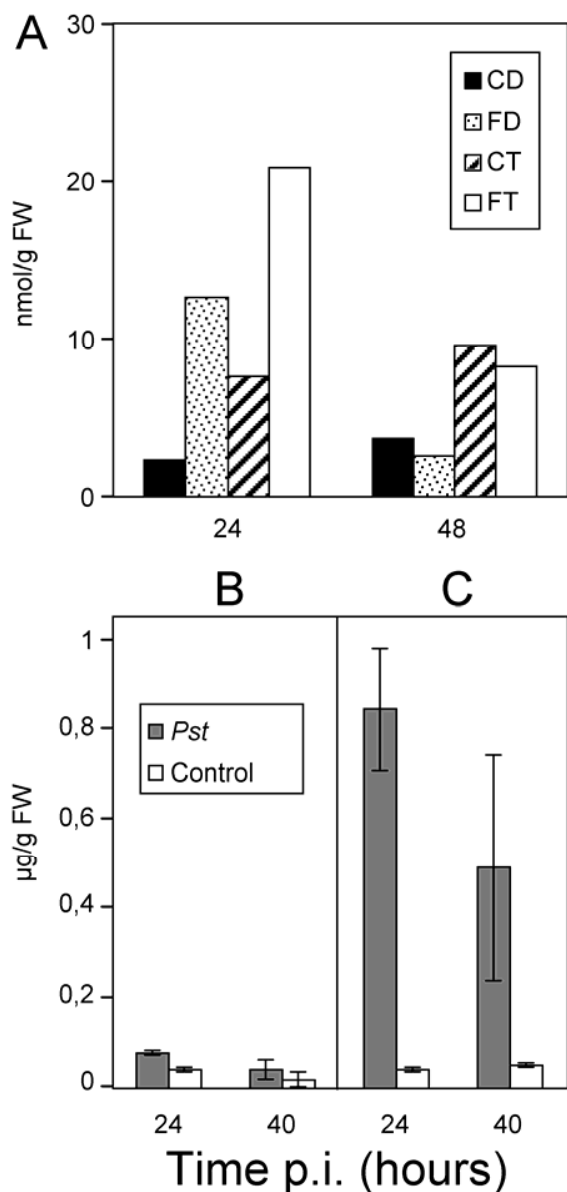 A
30
20
10
0
nmol/g FW
CD
FD
CT
FT
24 48
B C
1
0,8
0,6
0,4
0,2
0
µg/g FW
Pst
Control
24 40 24 40
Time p.i. (hours)